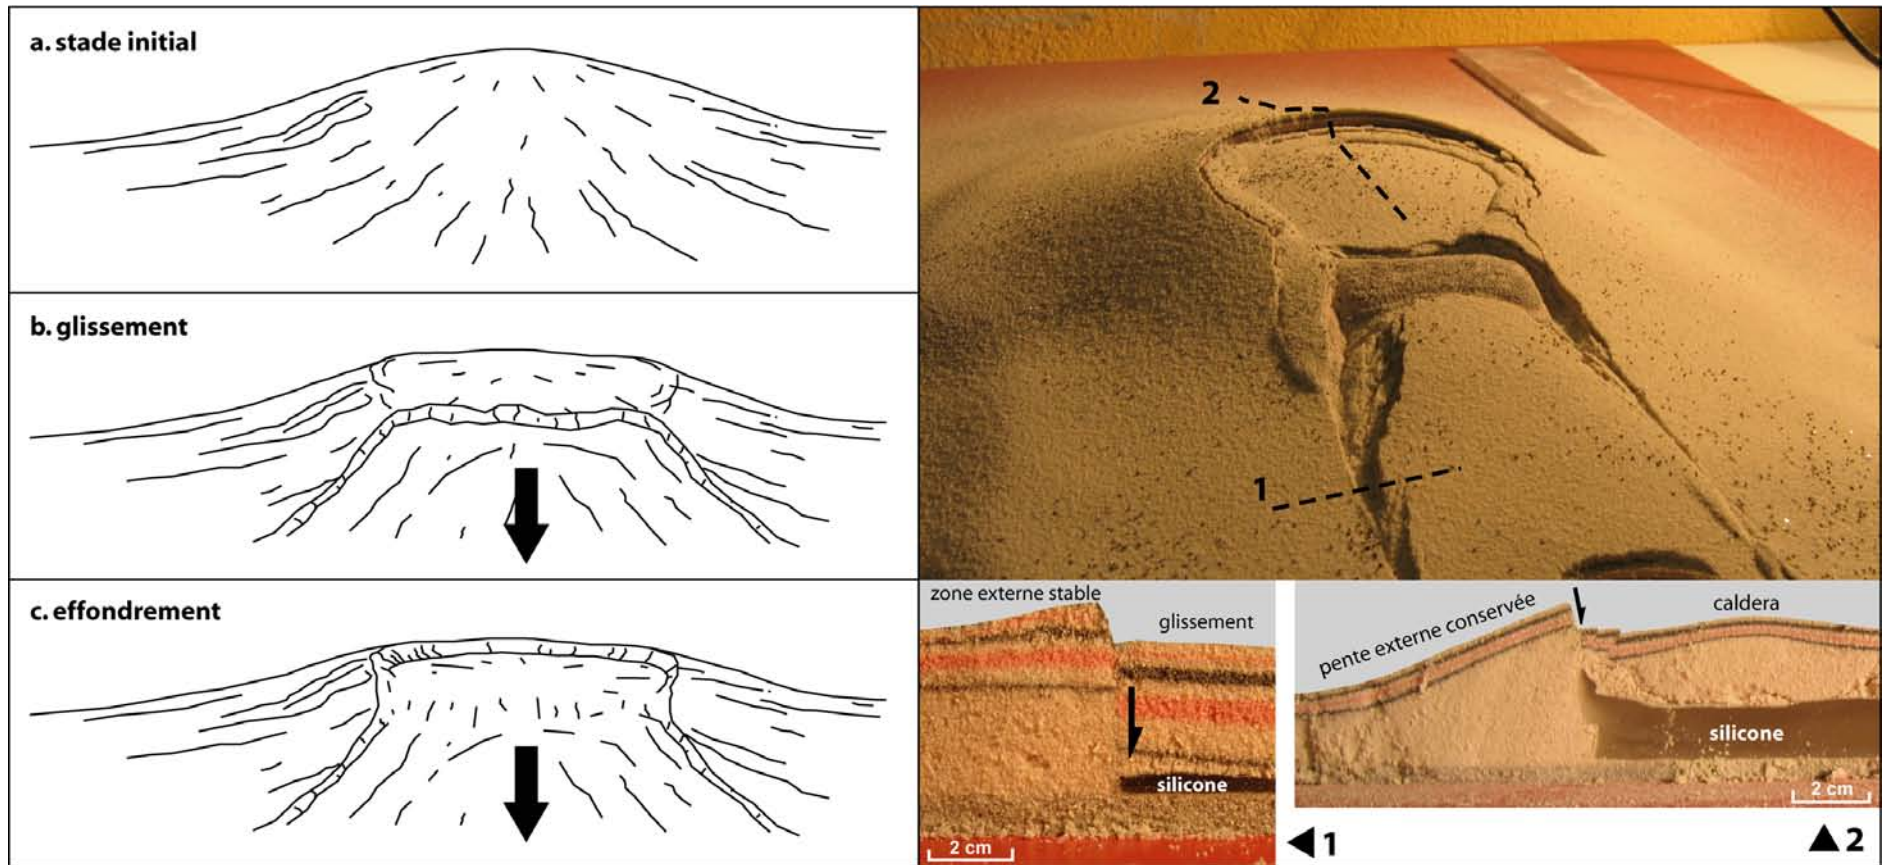 a. stade initial
b. glissement
c. effondrement
2
1
zone externe stable
glissement
silicone
2 cm
pente externe conservée
caldera
silicone
2 cm
◀ 1
▲ 2